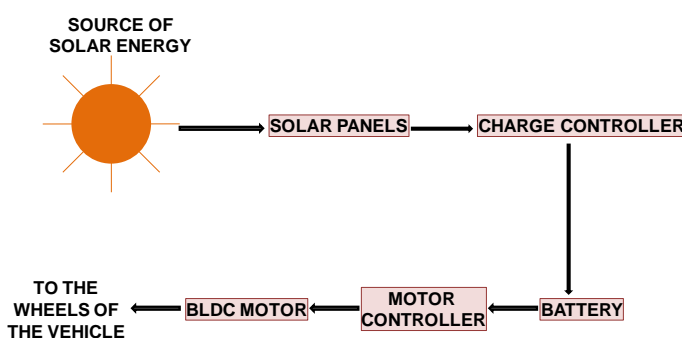 SOURCE OF
SOLAR ENERGY
SOLAR PANELS
CHARGE CONTROLLER
TO THE
WHEELS OF
THE VEHICLE
BLDC MOTOR
MOTOR
CONTROLLER
BATTERY